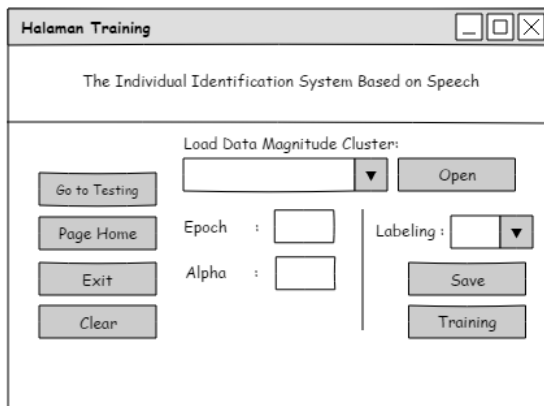 Halaman Training
The Individual Identification System Based on Speech
Load Data Magnitude Cluster:
Open
Go to Testing
Page Home
Exit
Clear
Epoch :
Alpha :
Labeling :
Save
Training